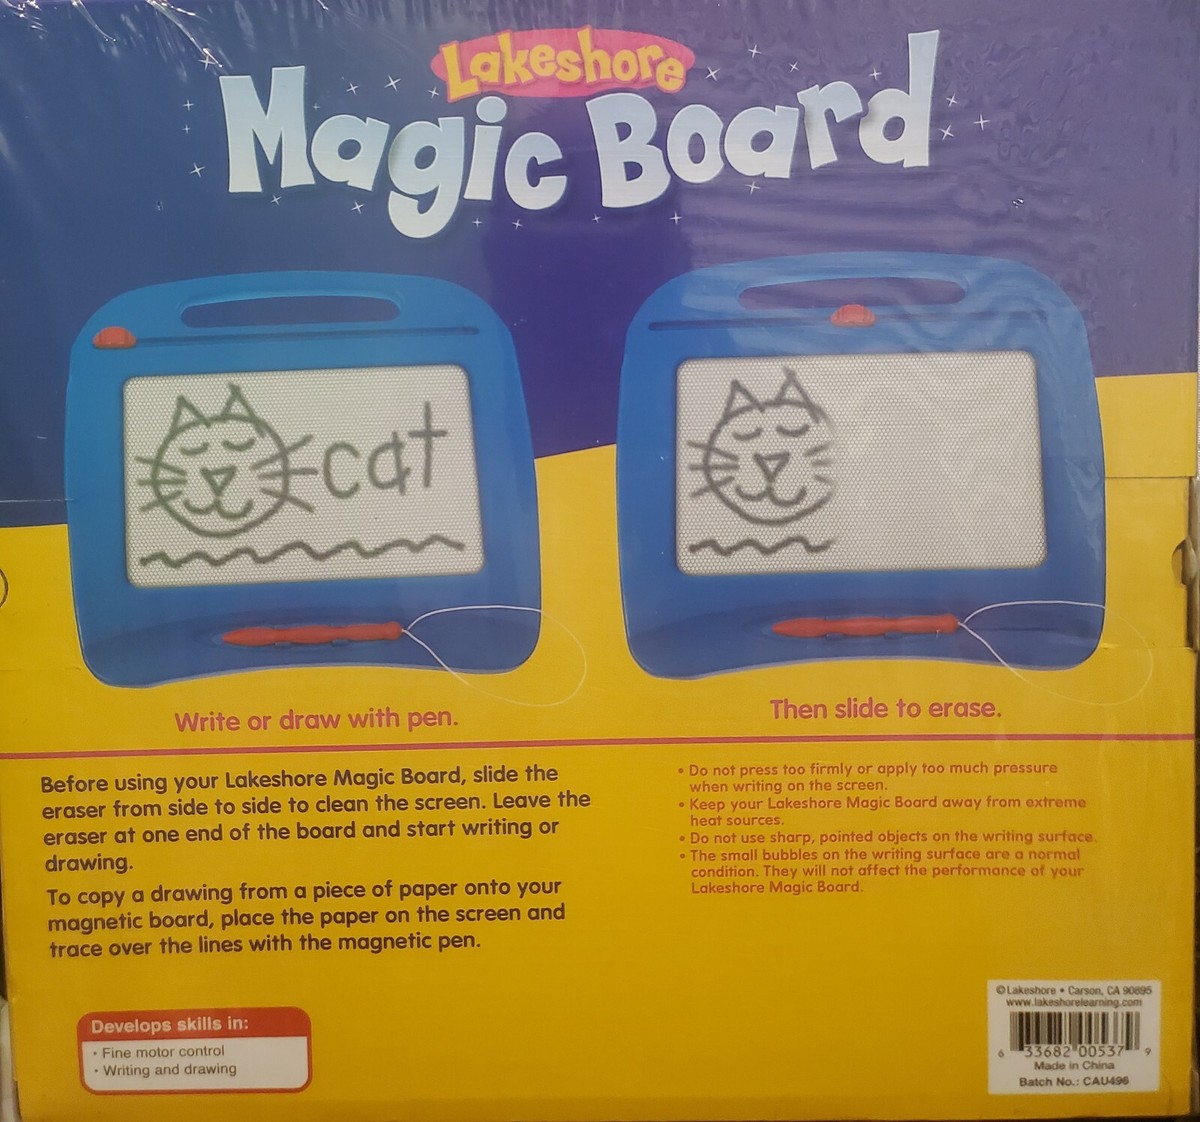 Lakeshore
Magic Board
cat
Write or draw with pen.
Then slide to erase.
Before using your Lakeshore Magic Board, slide the
eraser from side to side to clean the screen. Leave the
eraser at one end of the board and start writing or
drawing.
To copy a drawing from a piece of paper onto your
magnetic board, place the paper on the screen and
trace over the lines with the magnetic pen.
• Do not press too firmly or apply too much pressure
when writing on the screen.
• Keep your Lakeshore Magic Board away from extreme
heat sources.
• Do not use sharp, pointed objects on the writing surface.
• The small bubbles on the writing surface are a normal
condition. They will not affect the performance of your
Lakeshore Magic Board.
Develops skills in:
• Fine motor control
• Writing and drawing
© Lakeshore • Carson, CA 90895
www.lakeshorelearning.com
6 33682 00537 9
Made in China
Batch No.: CAU496